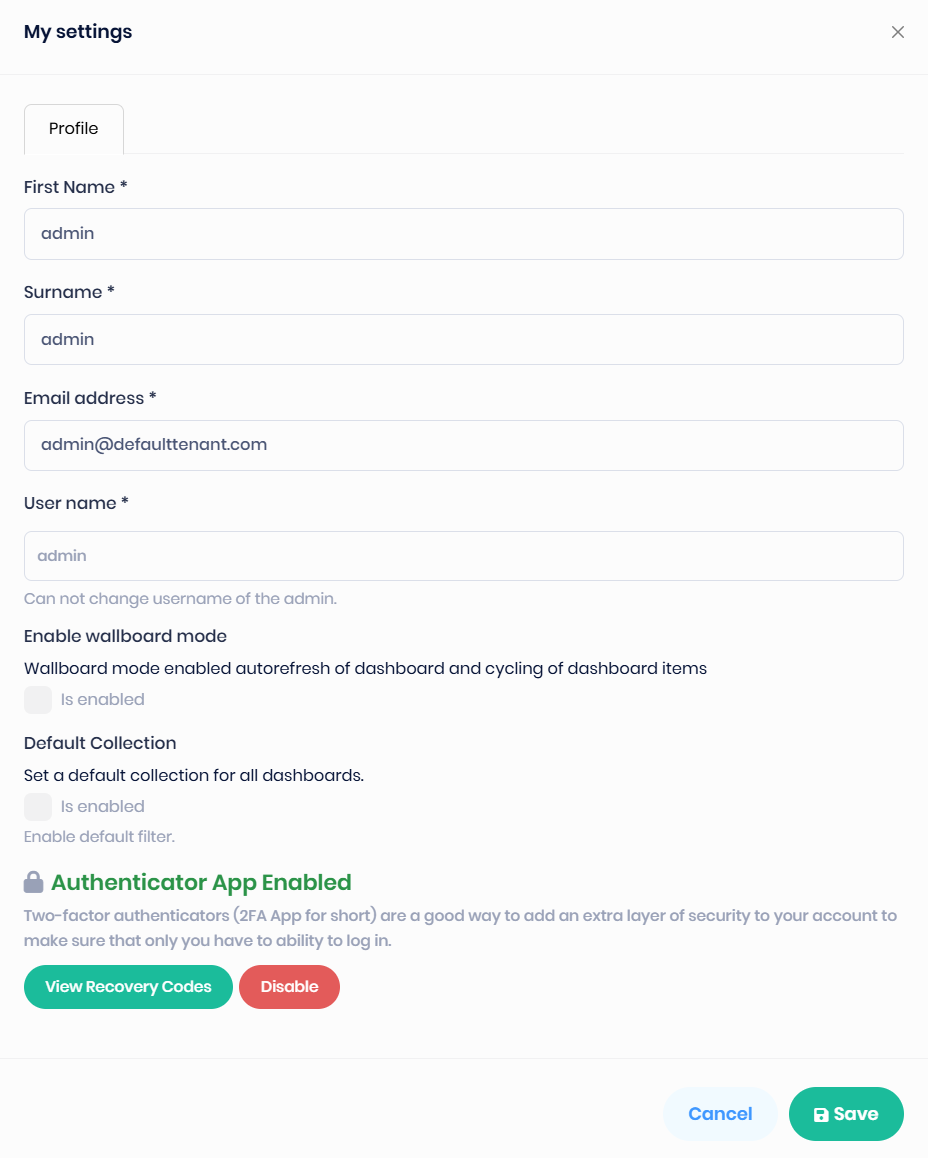 My settings
Profile
First Name *
admin
Surname *
admin
Email address *
admin@defaulttenant.com
User name *
admin
Can not change username of the admin.
Enable wallboard mode
Wallboard mode enabled autorefresh of dashboard and cycling of dashboard items
Is enabled
Default Collection
Set a default collection for all dashboards.
Is enabled
Enable default filter.
Authenticator App Enabled
Two-factor authenticators (2FA App for short) are a good way to add an extra layer of security to your account to
make sure that only you have to ability to log in.
View Recovery Codes Disable
Cancel Save